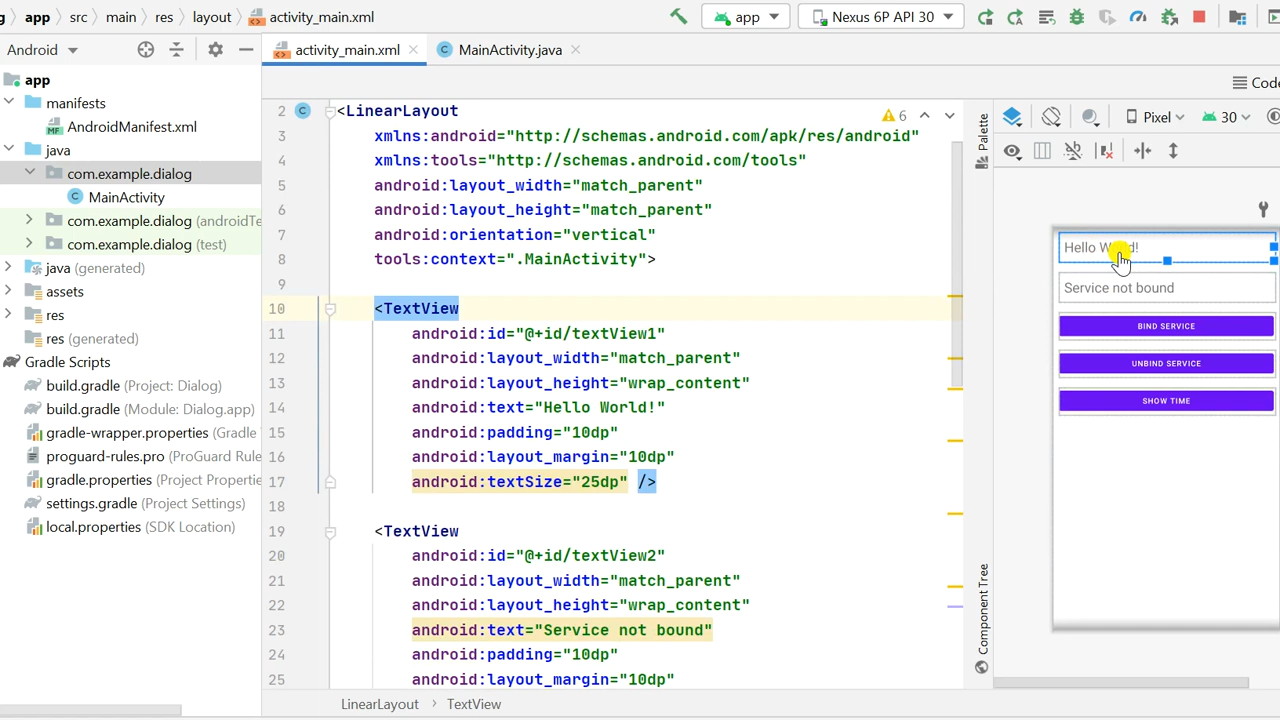 app src main res layout activity_main.xml app Nexus 6P API 30
Android activity_main.xml MainActivity.java
app
manifests
AndroidManifest.xml
java
com.example.dialog
MainActivity
com.example.dialog (androidTe
com.example.dialog (test)
java (generated)
assets
res
res (generated)
Gradle Scripts
build.gradle (Project: Dialog)
build.gradle (Module: Dialog.app)
gradle-wrapper.properties (Gradle
proguard-rules.pro (ProGuard Rule
gradle.properties (Project Propertie
settings.gradle (Project Settings)
local.properties (SDK Location)
2 <LinearLayout
3 xmlns:android="http://schemas.android.com/apk/res/android"
4 xmlns:tools="http://schemas.android.com/tools"
5 android:layout_width="match_parent"
6 android:layout_height="match_parent"
7 android:orientation="vertical"
8 tools:context=".MainActivity">
9
10 <TextView
11 android:id="@+id/textView1"
12 android:layout_width="match_parent"
13 android:layout_height="wrap_content"
14 android:text="Hello World!"
15 android:padding="10dp"
16 android:layout_margin="10dp"
17 android:textSize="25dp" />
18
19 <TextView
20 android:id="@+id/textView2"
21 android:layout_width="match_parent"
22 android:layout_height="wrap_content"
23 android:text="Service not bound"
24 android:padding="10dp"
25 android:layout_margin="10dp"
6
LinearLayout TextView
Palette
Component Tree
Code
Pixel 30
Hello
Service not bound
BIND SERVICE
UNBIND SERVICE
SHOW TIME